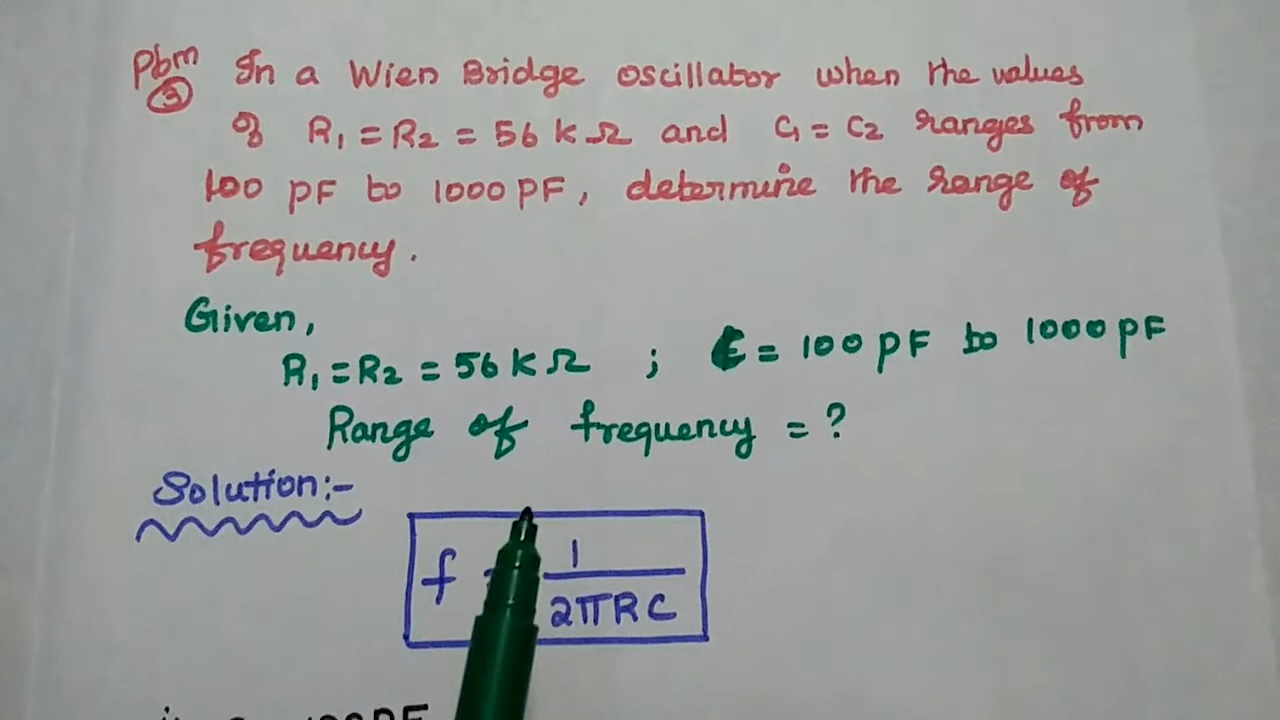 Pbm In a Wien Bridge oscillator when the values
③ of R₁ = R₂ = 56 k Ω and C₁ = C₂ ranges from
100 PF to 1000 PF, determine the range of
frequency.
Given,
R₁ = R₂ = 56 k Ω ; C = 100 PF to 1000 PF
Range of frequency = ?
Solution:-
f = 1 / 2πRC